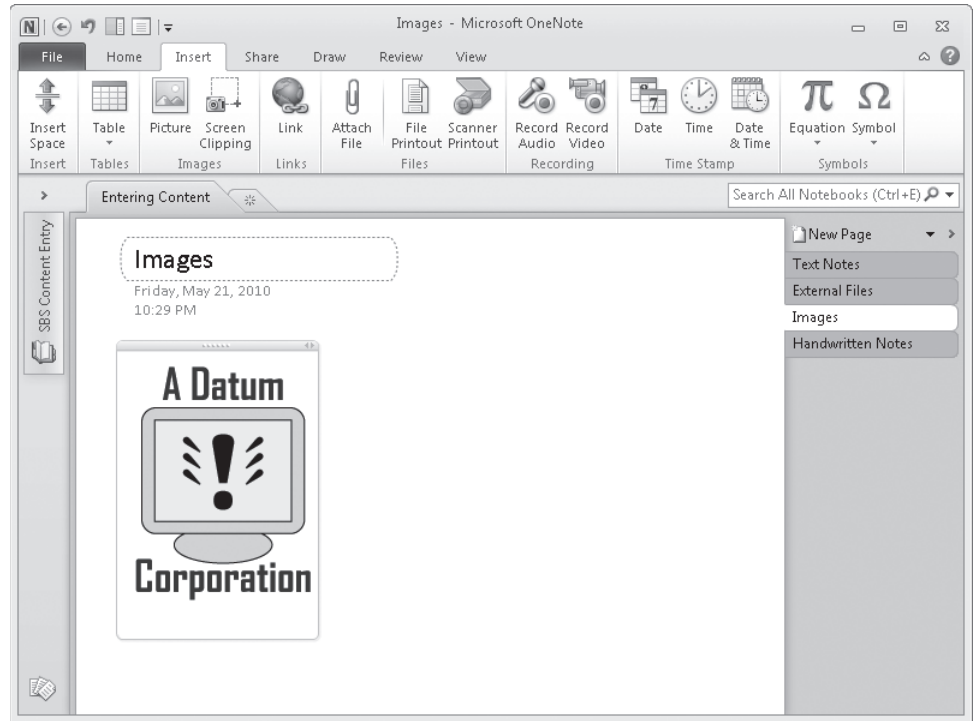 Images - Microsoft OneNote
File Home Insert Share Draw Review View
Insert Space
Table
Picture
Screen Clipping
Link
Attach File
File Printout
Scanner Printout
Record Audio
Record Video
Date
Time
Date & Time
Equation
Symbol
Insert Tables Images Links Files Recording Time Stamp Symbols
Entering Content
Search All Notebooks (Ctrl+E)
SBS Content Entry
Images
Friday, May 21, 2010
10:29 PM
A Datum
!
Corporation
New Page
Text Notes
External Files
Images
Handwritten Notes